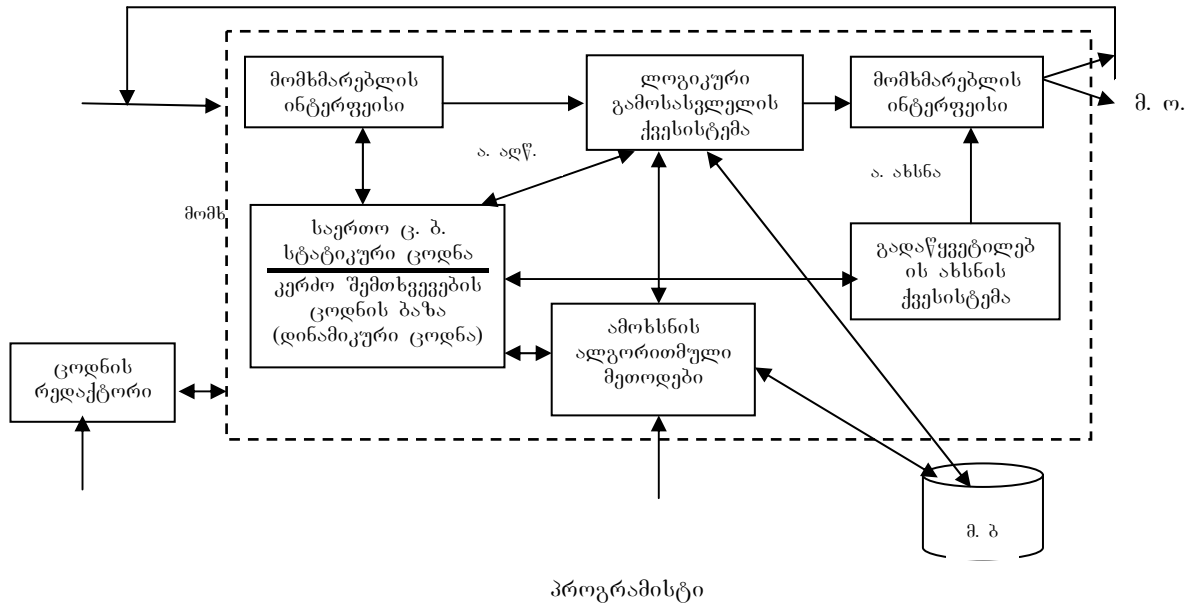 მომხმარებლის
ინტერფეისი
ლოგიკური
გამოსასვლელის
ქვესისტემა
მომხმარებლის
ინტერფეისი
მ. ო.
ა. აღწ.
ა. ახსნა
მომხ
საერთო ც. ბ.
სტატიკური ცოდნა
კერძო შემთხვევების
ცოდნის ბაზა
(დინამიკური ცოდნა)
გადაწყვეტილებ
ის ახსნის
ქვესისტემა
ამოხსნის
ალგორითმული
მეთოდები
ცოდნის
რედაქტორი
მ. ბ
პროგრამისტი